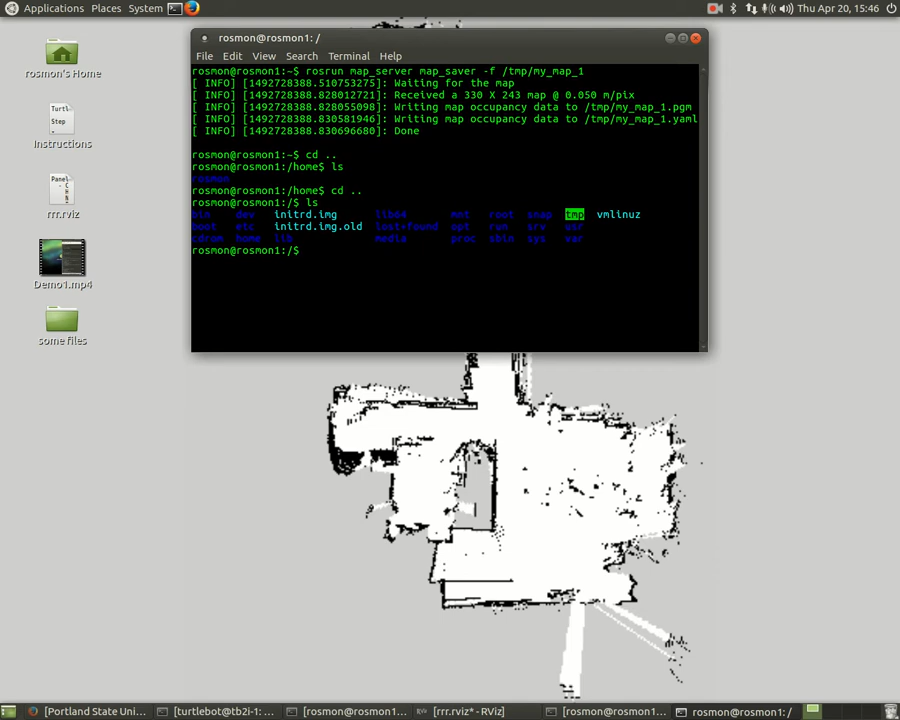 Applications Places System
Thu Apr 20, 15:46
rosmon@rosmon1: /
File Edit View Search Terminal Help
rosmon@rosmon1:~$ rosrun map_server map_saver -f /tmp/my_map_1
[ INFO] [1492728388.510753275]: Waiting for the map
[ INFO] [1492728388.828012721]: Received a 330 X 243 map @ 0.050 m/pix
[ INFO] [1492728388.828055098]: Writing map occupancy data to /tmp/my_map_1.pgm
[ INFO] [1492728388.830581946]: Writing map occupancy data to /tmp/my_map_1.yaml
[ INFO] [1492728388.830696680]: Done
rosmon@rosmon1:~$ cd ..
rosmon@rosmon1:/home$ ls
rosmon
rosmon@rosmon1:/home$ cd ..
rosmon@rosmon1:/$ ls
bin dev initrd.img lib64 mnt root snap tmp vmlinuz
boot etc initrd.img.old lost+found opt run srv usr
cdrom home lib media proc sbin sys var
rosmon@rosmon1:/$
rosmon's Home
Turtl
Step
Instructions
Panel
rrr.rviz
Demo1.mp4
some files
[Portland State Uni...
[turtlebot@tb2i-1: ...
[rosmon@rosmon1:...
[rrr.rviz* - RViz]
[rosmon@rosmon1:...
rosmon@rosmon1: /